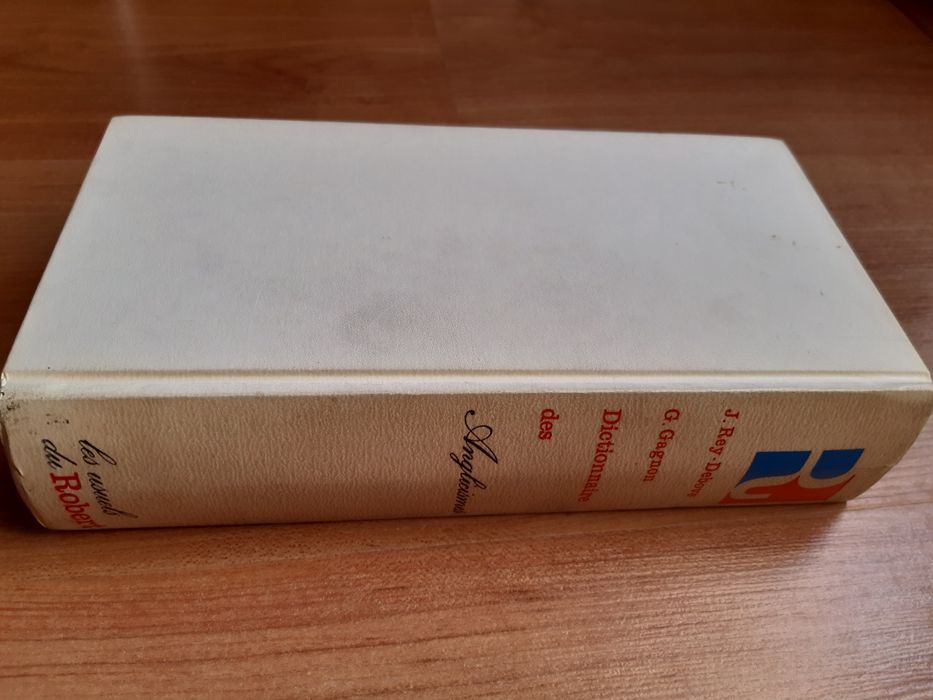 J. Rey-Debove
G. Gagnon
Dictionnaire
des
Anglicismes
les usuels
du Robert